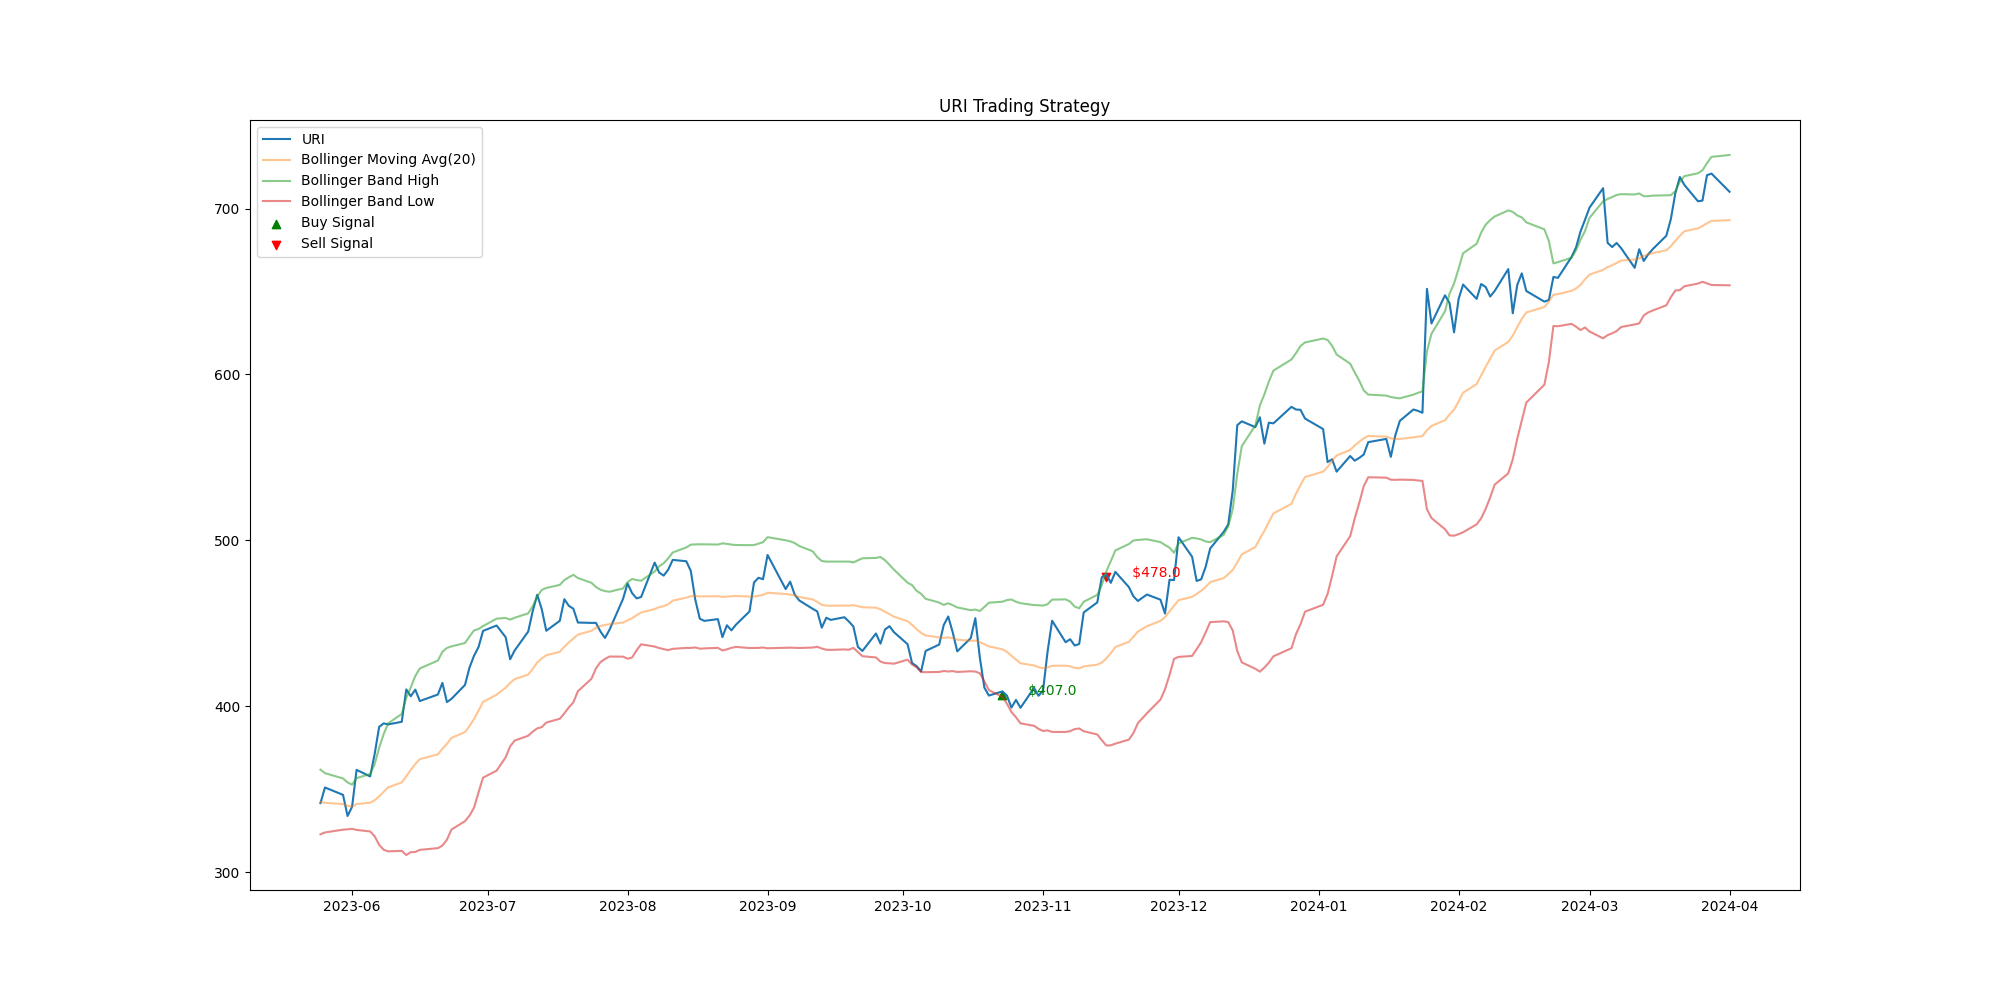 URI Trading Strategy
URI
Bollinger Moving Avg(20)
Bollinger Band High
Bollinger Band Low
Buy Signal
Sell Signal
700
600
500
400
300
$478.0
$407.0
2023-06 2023-07 2023-08 2023-09 2023-10 2023-11 2023-12 2024-01 2024-02 2024-03 2024-04